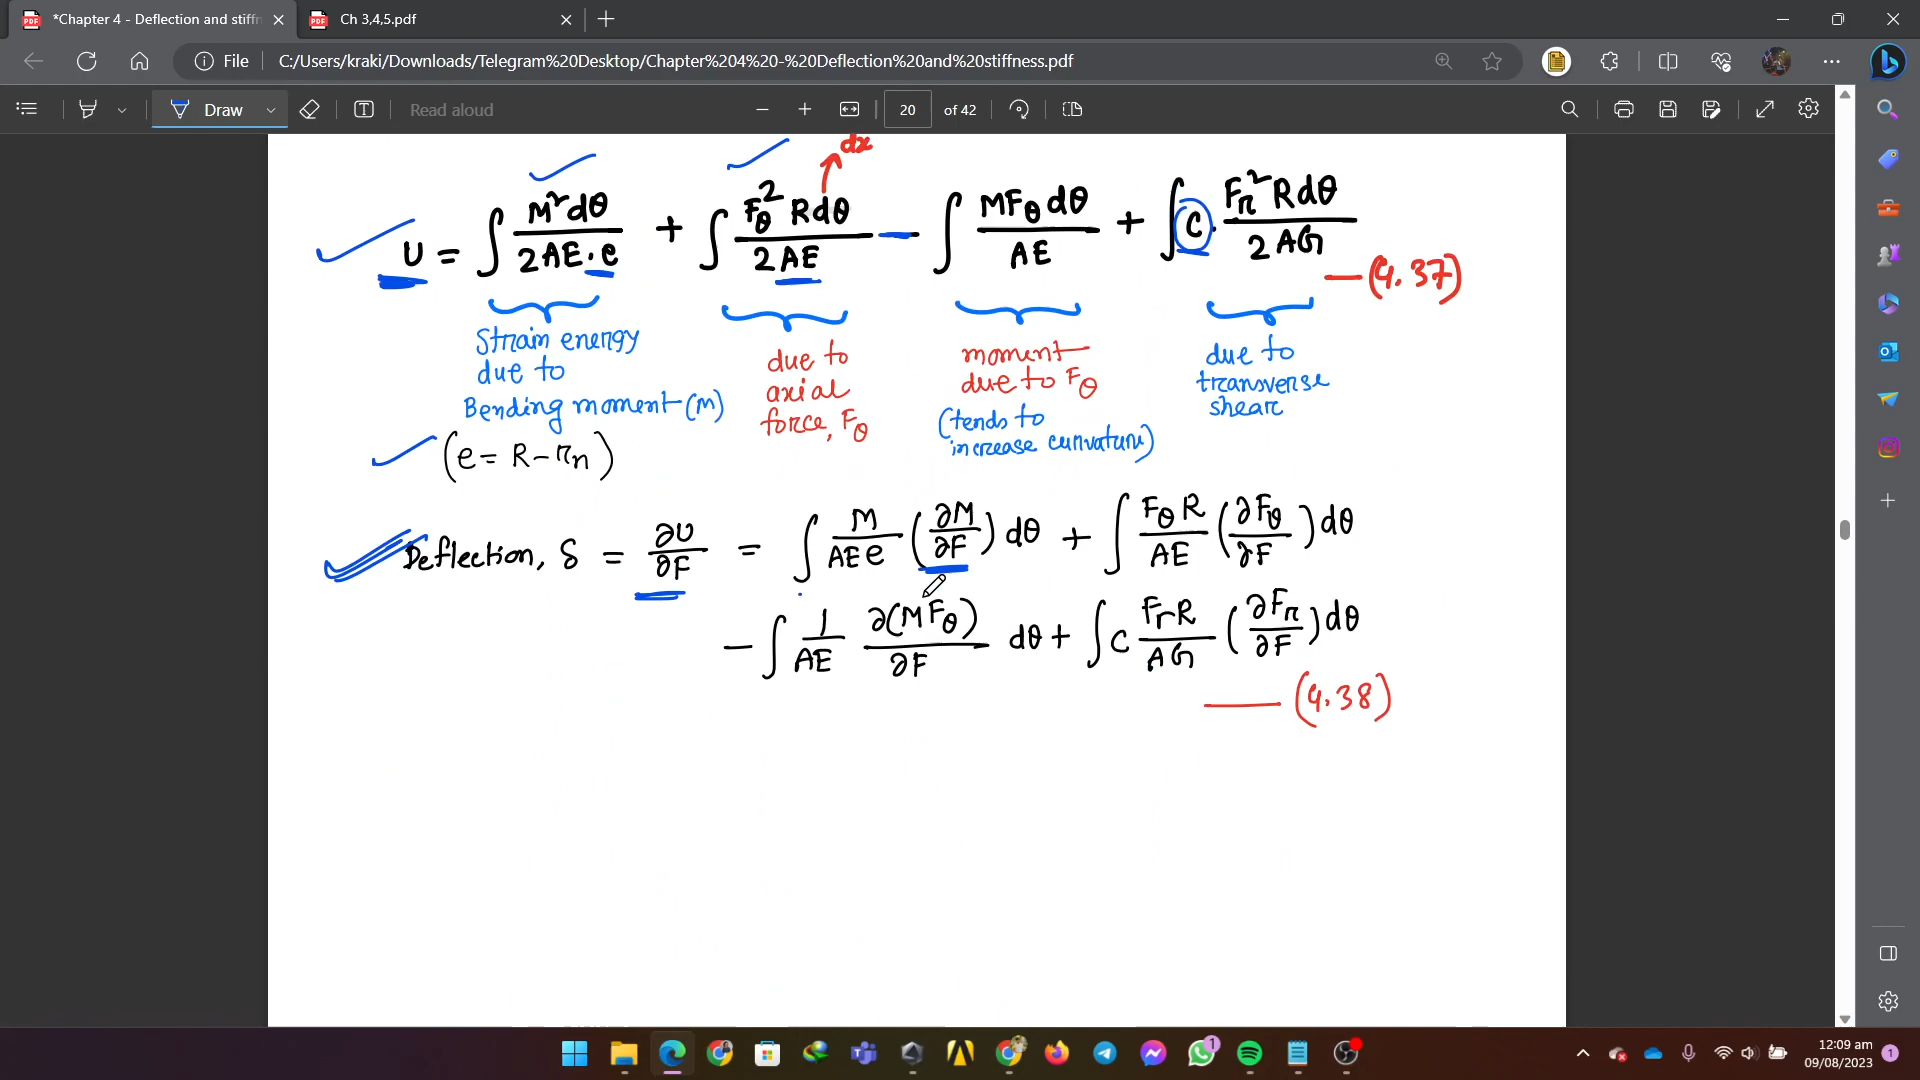 *Chapter 4 - Deflection and stiffn
Ch 3,4,5.pdf
File
C:/Users/kraki/Downloads/Telegram%20Desktop/Chapter%204%20-%20Deflection%20and%20stiffness.pdf
Draw
Read aloud
20 of 42
dx
U = ∫ M²dθ / 2AE·e + ∫ Fθ² Rdθ / 2AE − ∫ MFθ dθ / AE + ∫ C · Fr² Rdθ / 2AG
— (4.37)
Strain energy
due to
Bending moment (M)
due to
axial
force, Fθ
moment
due to Fθ
(tends to
increase curvature)
due to
transverse
shear
(e = R − rn)
Deflection, δ = ∂U/∂F = ∫ M/AEe (∂M/∂F) dθ + ∫ FθR/AE (∂Fθ/∂F) dθ
− ∫ 1/AE ∂(MFθ)/∂F dθ + ∫ C FrR/AG (∂Fr/∂F) dθ
— (4.38)
1
12:09 am
09/08/2023
1